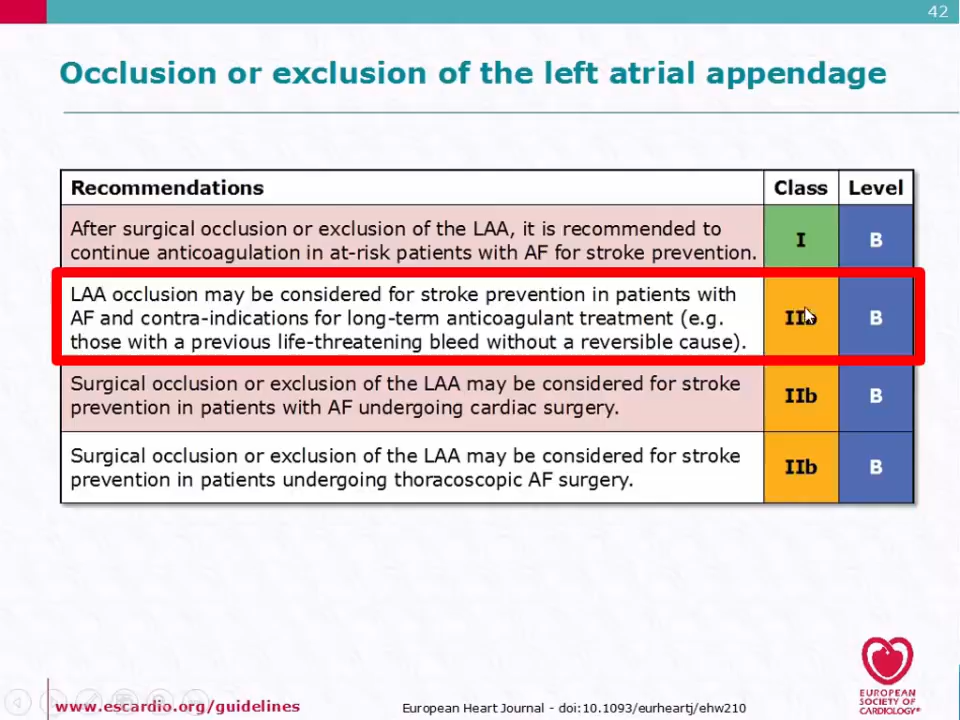 42
Occlusion or exclusion of the left atrial appendage
Recommendations Class Level
After surgical occlusion or exclusion of the LAA, it is recommended to
continue anticoagulation in at-risk patients with AF for stroke prevention.
I B
LAA occlusion may be considered for stroke prevention in patients with
AF and contra-indications for long-term anticoagulant treatment (e.g.
those with a previous life-threatening bleed without a reversible cause).
IIb B
Surgical occlusion or exclusion of the LAA may be considered for stroke
prevention in patients with AF undergoing cardiac surgery.
IIb B
Surgical occlusion or exclusion of the LAA may be considered for stroke
prevention in patients undergoing thoracoscopic AF surgery.
IIb B
www.escardio.org/guidelines
European Heart Journal - doi:10.1093/eurheartj/ehw210
EUROPEAN
SOCIETY OF
CARDIOLOGY®